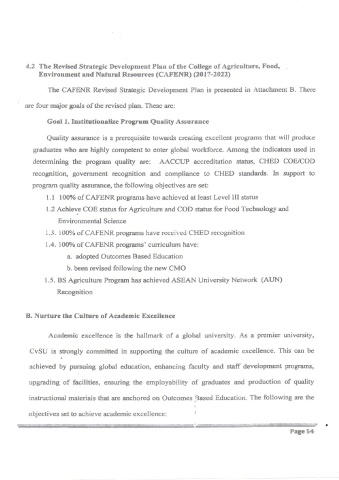 4.2 The Revised Strategic Development Plan of the College of Agriculture, Food,
Environment and Natural Resources (CAFENR) (2017-2022)
The CAFENR Revised Strategic Development Plan is presented in Attachment B. There
are four major goals of the revised plan. These are:
Goal 1. Institutionalize Program Quality Assurance
Quality assurance is a prerequisite towards creating excellent programs that will produce
graduates who are highly competent to enter global workforce. Among the indicators used in
determining the program quality are: AACCUP accreditation status, CHED COE/COD
recognition, government recognition and compliance to CHED standards. In support to
program quality assurance, the following objectives are set:
1.1 100% of CAFENR programs have achieved at least Level III status
1.2 Achieve COE status for Agriculture and COD status for Food Technology and
Environmental Science
1.3. 100% of CAFENR programs have received CHED recognition
1.4. 100% of CAFENR programs' curriculum have:
a. adopted Outcomes Based Education
b. been revised following the new CMO
1.5. BS Agriculture Program has achieved ASEAN University Network (AUN)
Recognition
B. Nurture the Culture of Academic Excellence
Academic excellence is the hallmark of a global university. As a premier university,
CvSU is strongly committed in supporting the culture of academic excellence. This can be
achieved by pursuing global education, enhancing faculty and staff development programs,
upgrading of facilities, ensuring the employability of graduates and production of quality
instructional materials that are anchored on Outcomes Based Education. The following are the
objectives set to achieve academic excellence:
Page 54